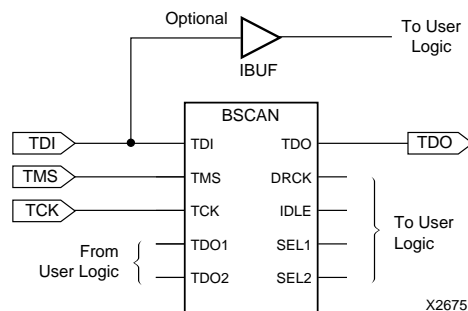 Optional
To User
Logic
IBUF
BSCAN
TDI
TDI
TDO
TDO
TMS
TMS
DRCK
TCK
TCK
IDLE
To User
Logic
From
User Logic
TDO1
SEL1
TDO2
SEL2
X2675